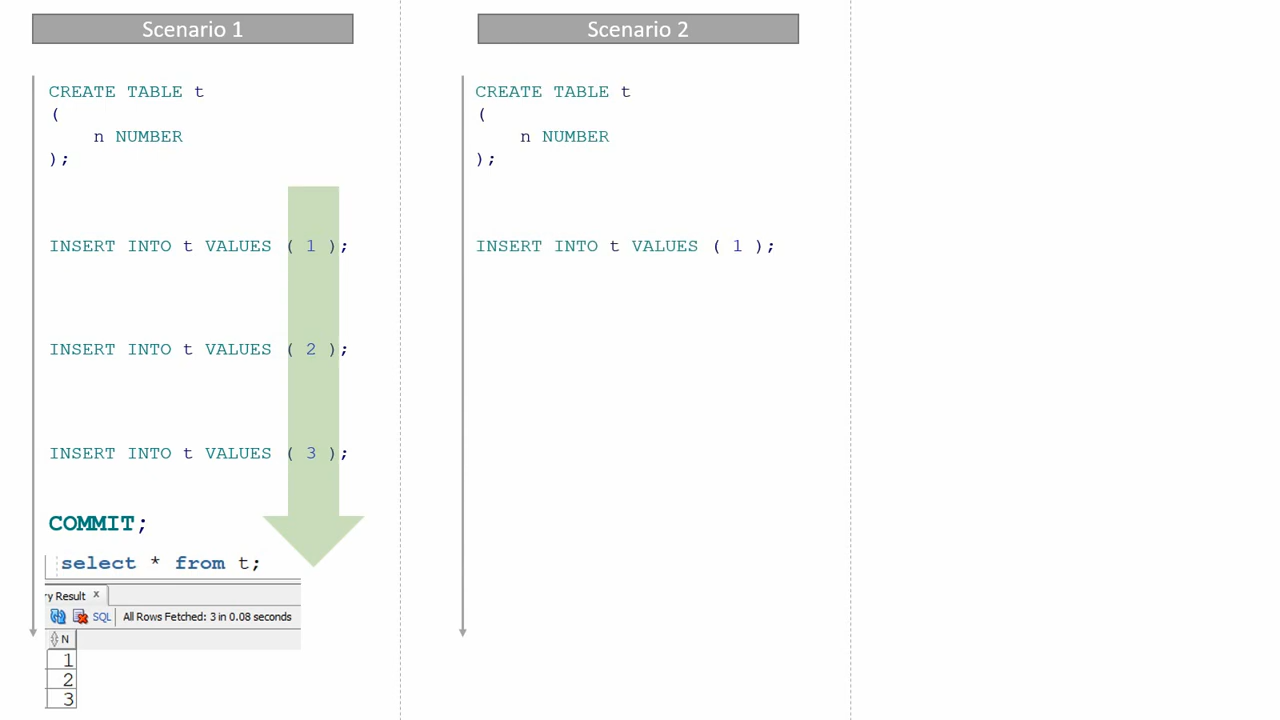 Scenario 1
CREATE TABLE t
(
n NUMBER
);
INSERT INTO t VALUES ( 1 );
INSERT INTO t VALUES ( 2 );
INSERT INTO t VALUES ( 3 );
COMMIT;
select * from t;
ry Result x
SQL | All Rows Fetched: 3 in 0.08 seconds
N
1
2
3
Scenario 2
CREATE TABLE t
(
n NUMBER
);
INSERT INTO t VALUES ( 1 );